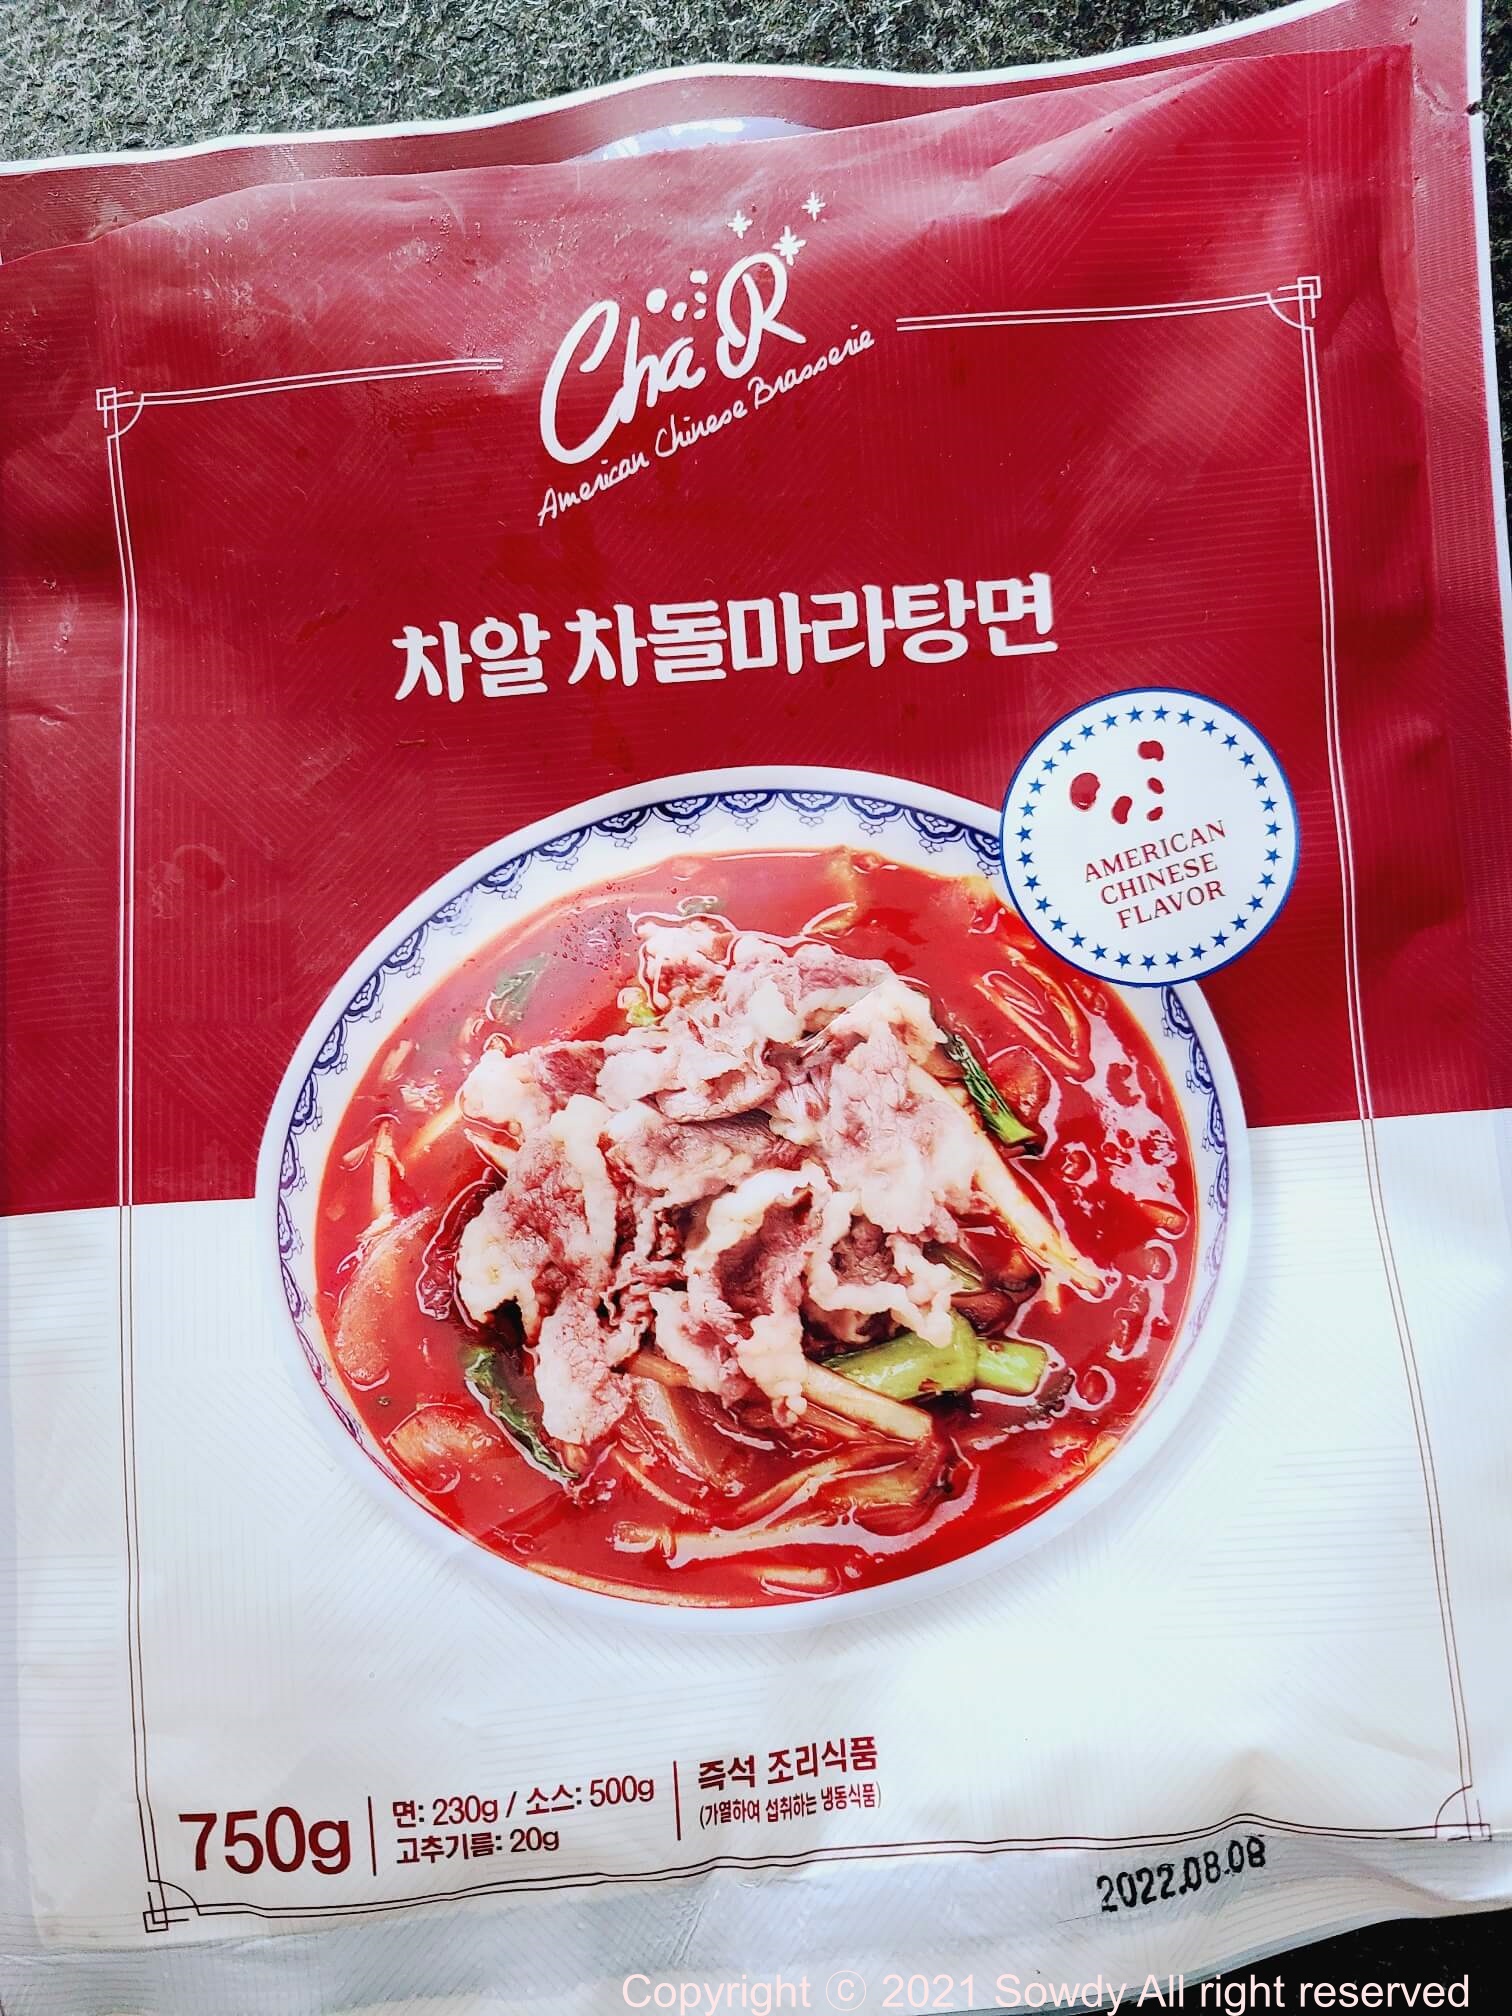 Cha R
American Chinese Brasserie
차알 차돌마라탕면
AMERICAN
CHINESE
FLAVOR
750g
면: 230g / 소스: 500g
고추기름: 20g
즉석 조리식품
(가열하여 섭취하는 냉동식품)
2022.08.08
Copyright ⓒ 2021 Sowdy All right reserved